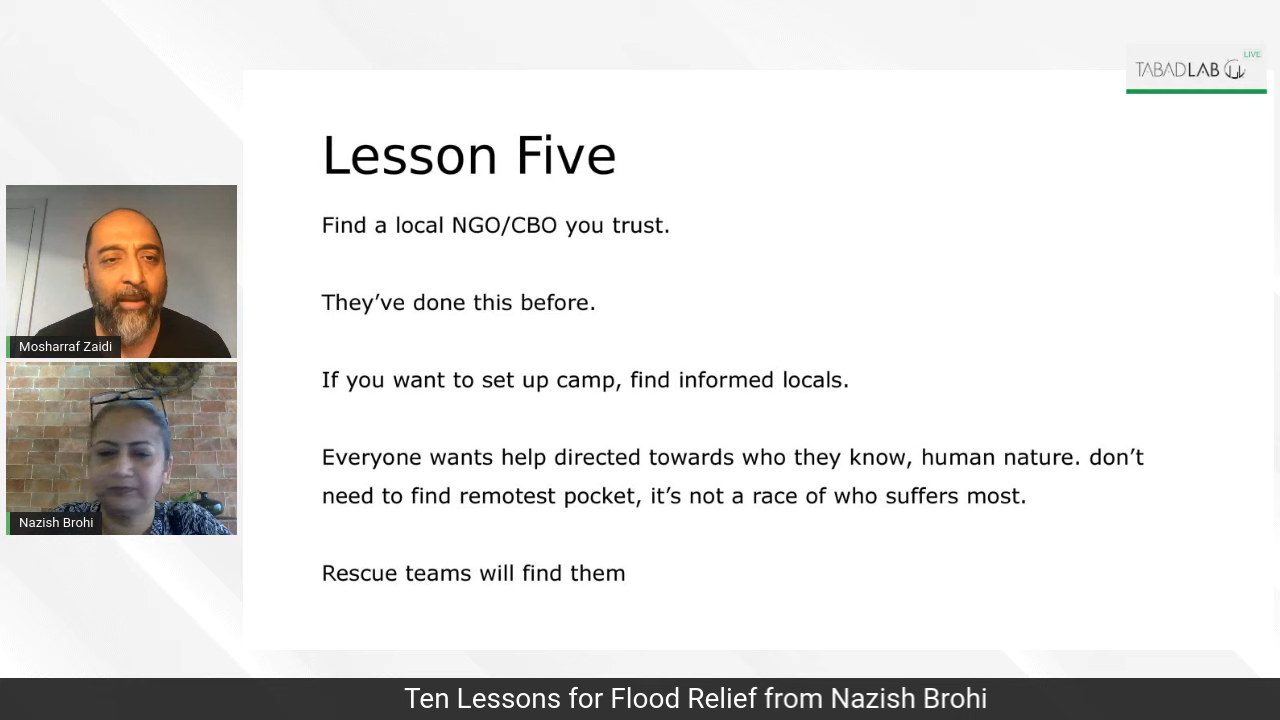 LIVE
TABADLAB
Lesson Five
Find a local NGO/CBO you trust.
They’ve done this before.
If you want to set up camp, find informed locals.
Everyone wants help directed towards who they know, human nature. don’t
need to find remotest pocket, it’s not a race of who suffers most.
Rescue teams will find them
Mosharraf Zaidi
Nazish Brohi
Ten Lessons for Flood Relief from Nazish Brohi